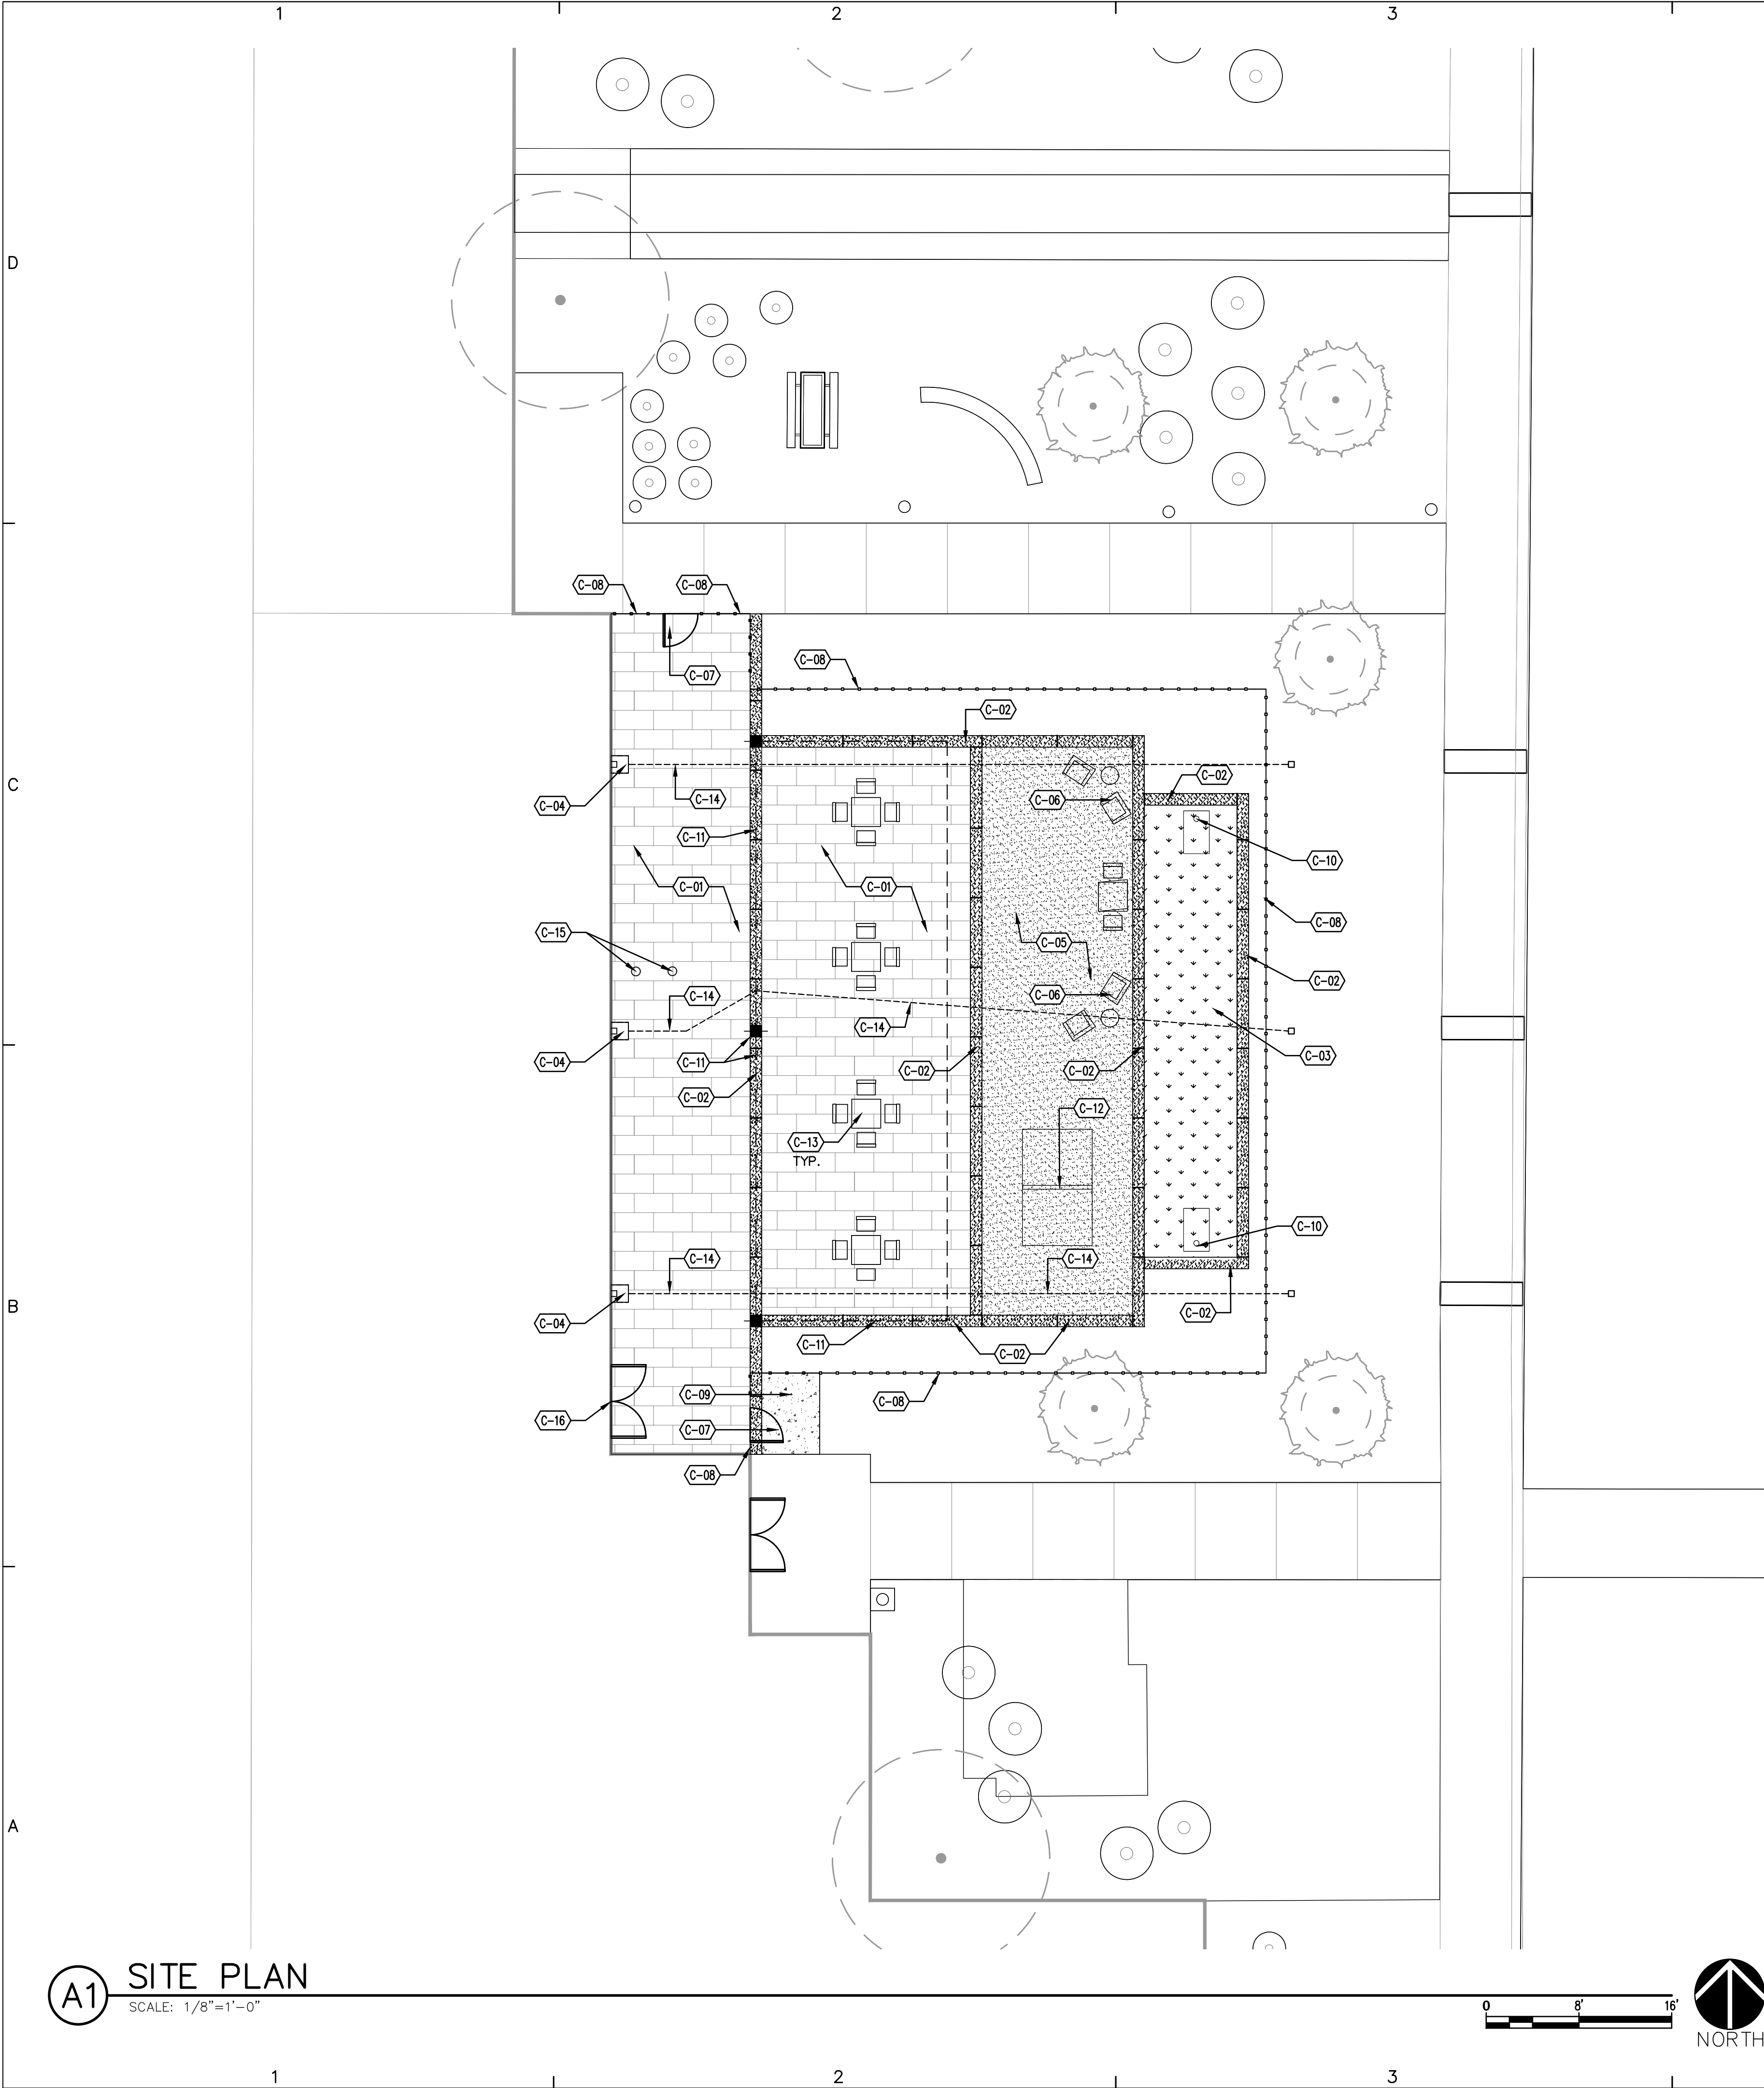 1 2 3
D
C-08 C-08
C-08
C-07
C-02
C
C-02
C-06
C-04
C-14
C-11
C-10
C-01 C-01
C-08
C-15
C-05
C-02
C-14
C-06
C-14
C-04
C-11
C-03
C-02
C-02
C-02
C-12
C-13
TYP.
C-10
C-14
C-14
B
C-04
C-02
C-11
C-02
C-09
C-08
C-16
C-07
C-08
A
A1
SITE PLAN
SCALE: 1/8"=1'-0"
0 8' 16'
NORTH
1 2 3